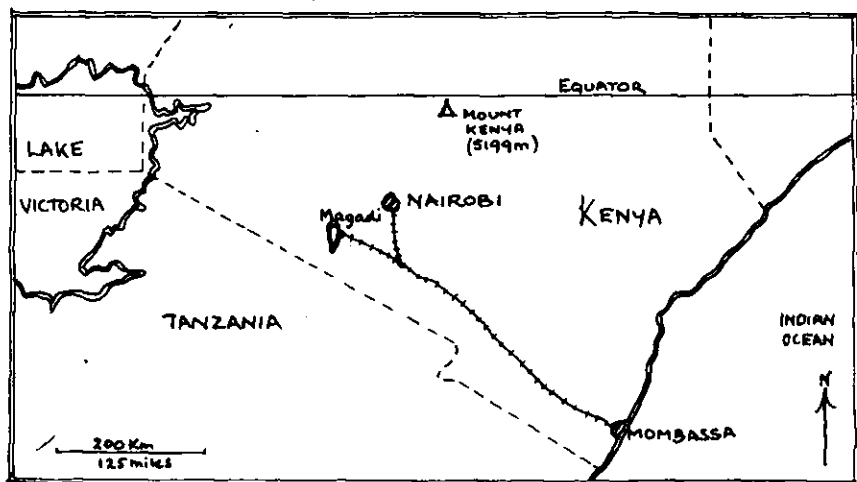 EQUATOR
MOUNT
KENYA
(5199m)
LAKE
VICTORIA
NAIROBI
Magadi
KENYA
TANZANIA
INDIAN
OCEAN
N
MOMBASSA
200 Km
125 miles